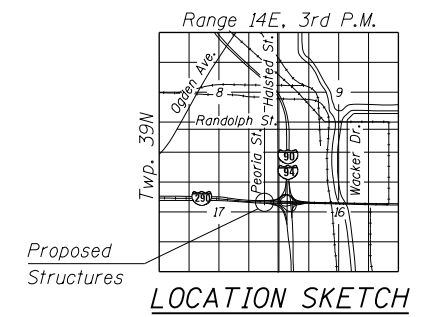 Range 14E, 3rd P.M.
Twp. 39N
Ogden Ave.
Halsted St.
8
9
Randolph St.
Peoria St.
90
94
Wacker Dr.
290
17
16
Proposed
Structures
LOCATION SKETCH